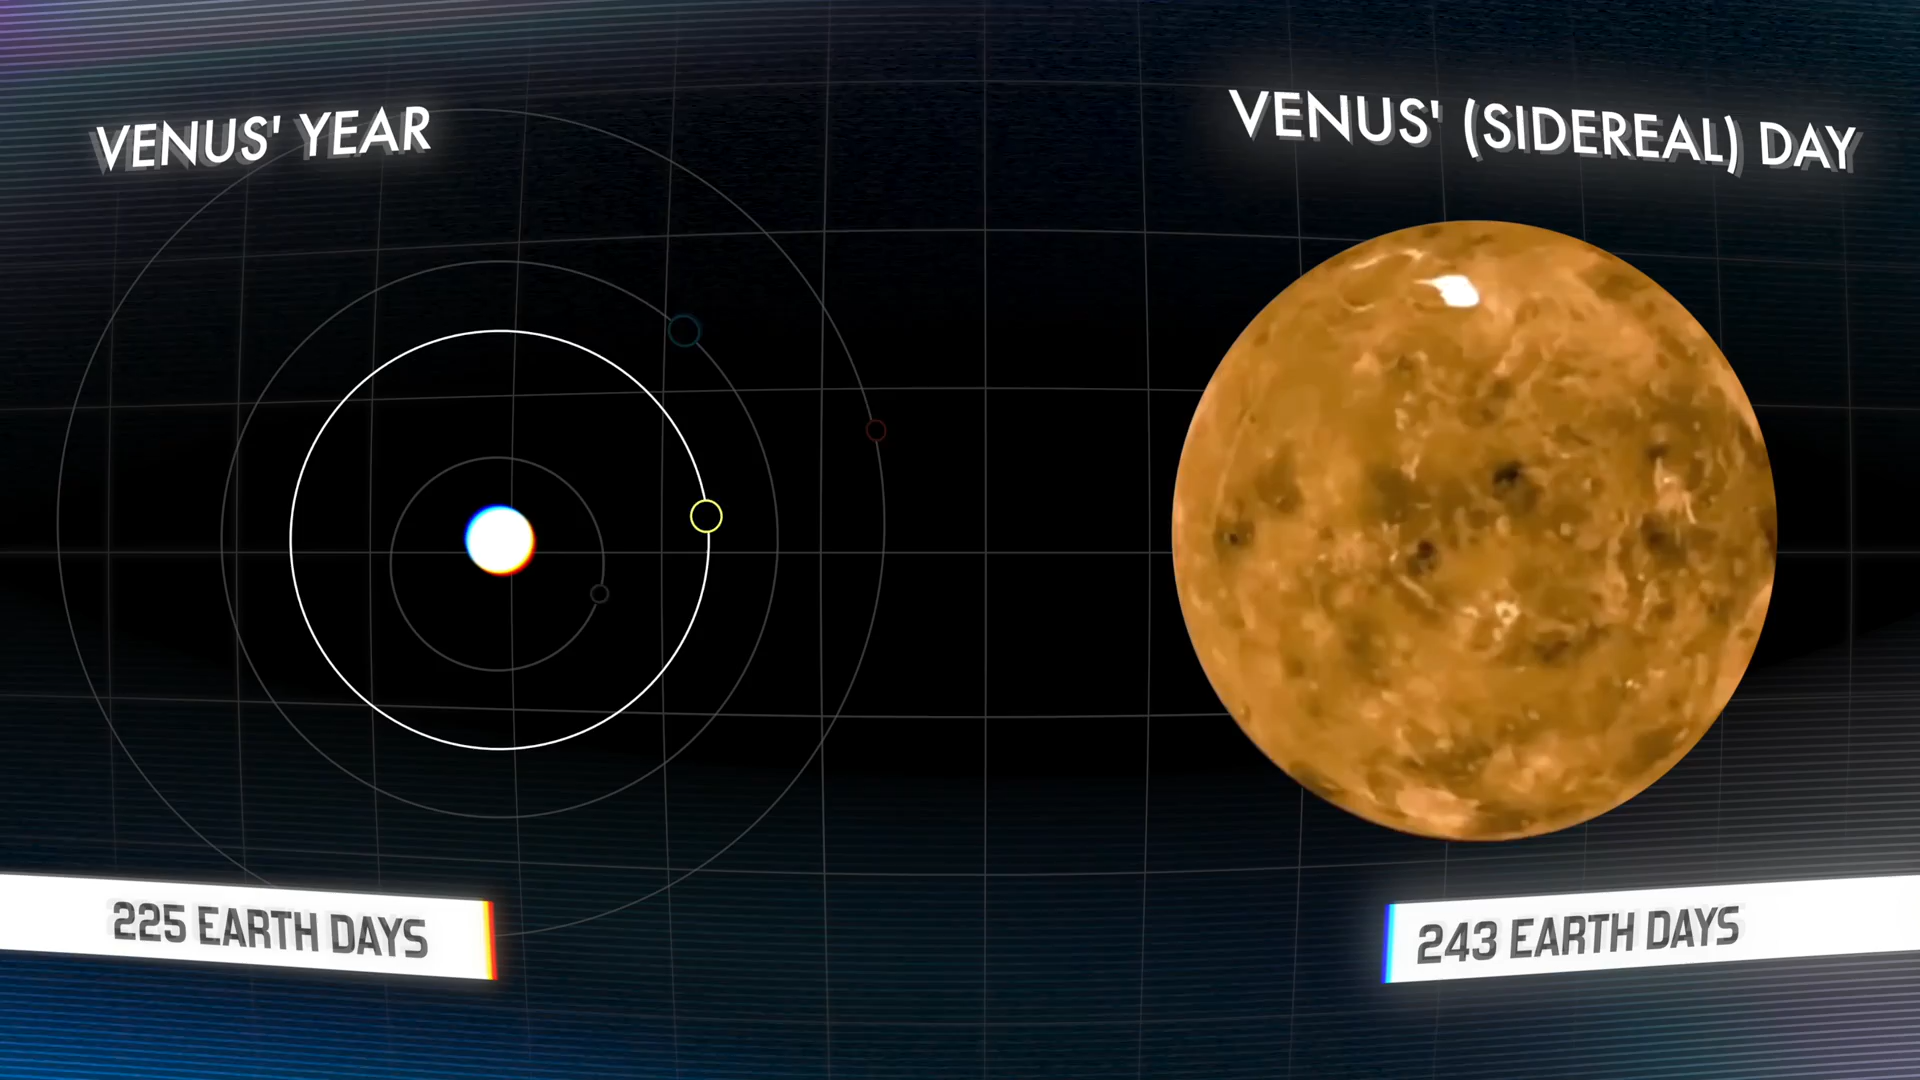 VENUS' YEAR
VENUS' (SIDEREAL) DAY
225 EARTH DAYS
243 EARTH DAYS